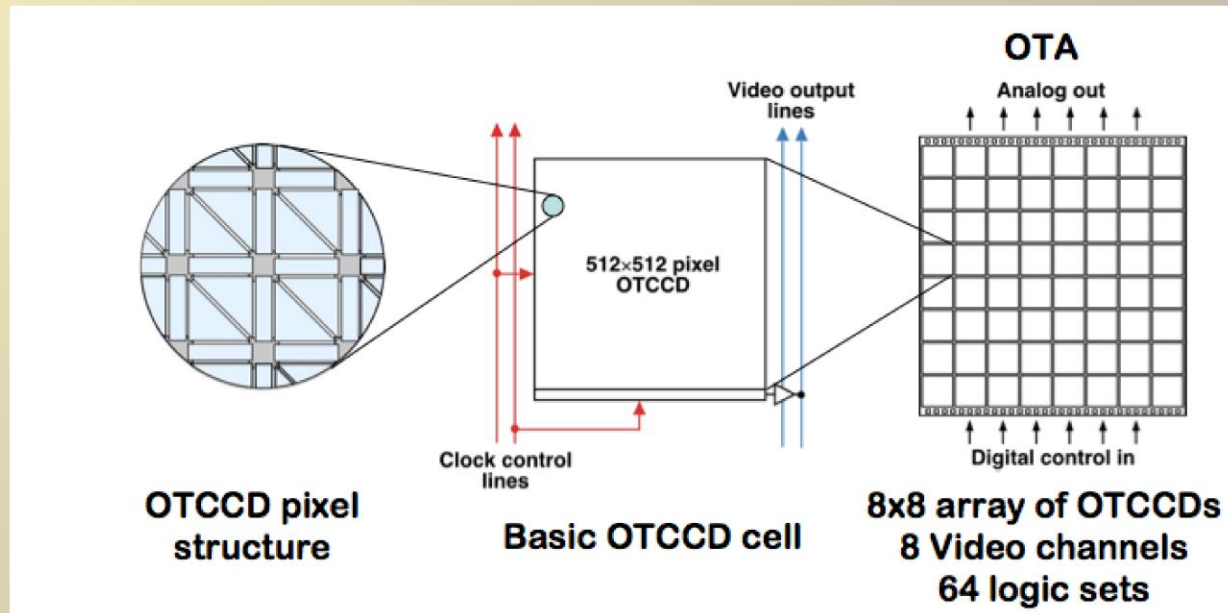 OTA
Analog out
Video output
lines
512×512 pixel
OTCCD
Clock control
lines
Digital control in
OTCCD pixel
structure
Basic OTCCD cell
8x8 array of OTCCDs
8 Video channels
64 logic sets